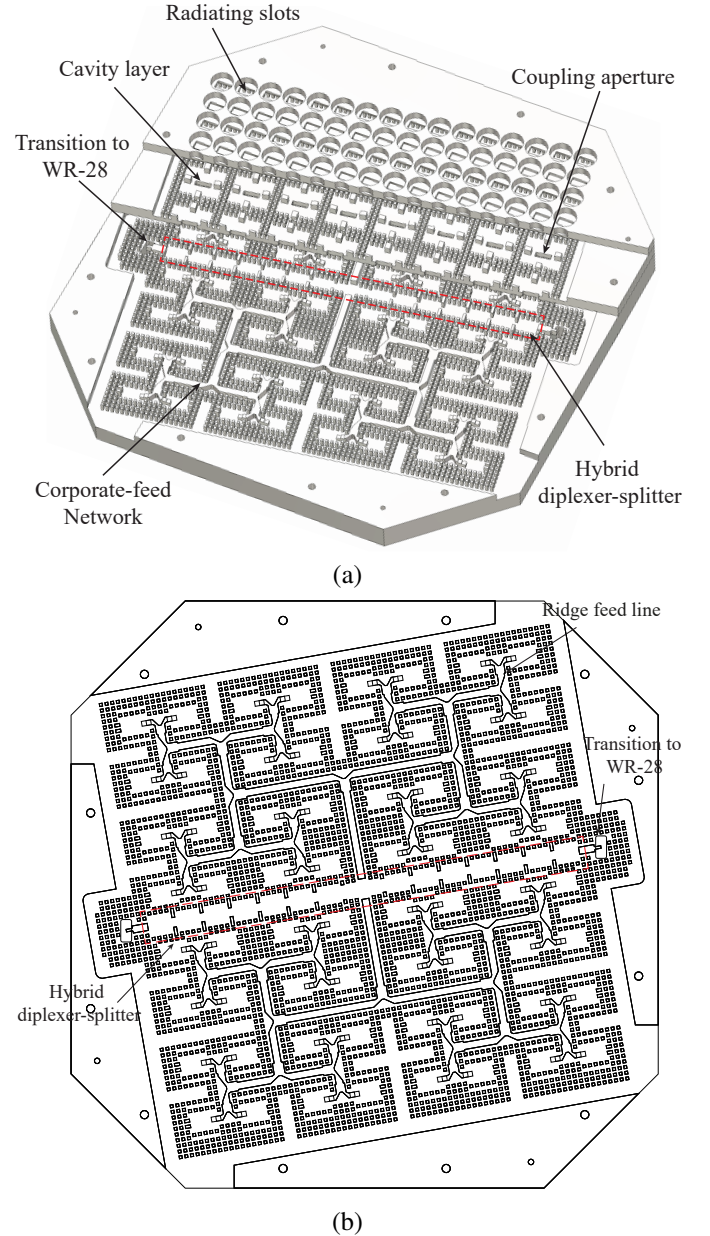 Radiating slots
Cavity layer
Coupling aperture
Transition to
WR-28
Hybrid
diplexer-splitter
Corporate-feed
Network
(a)
Ridge feed line
Transition to
WR-28
Hybrid
diplexer-splitter
(b)